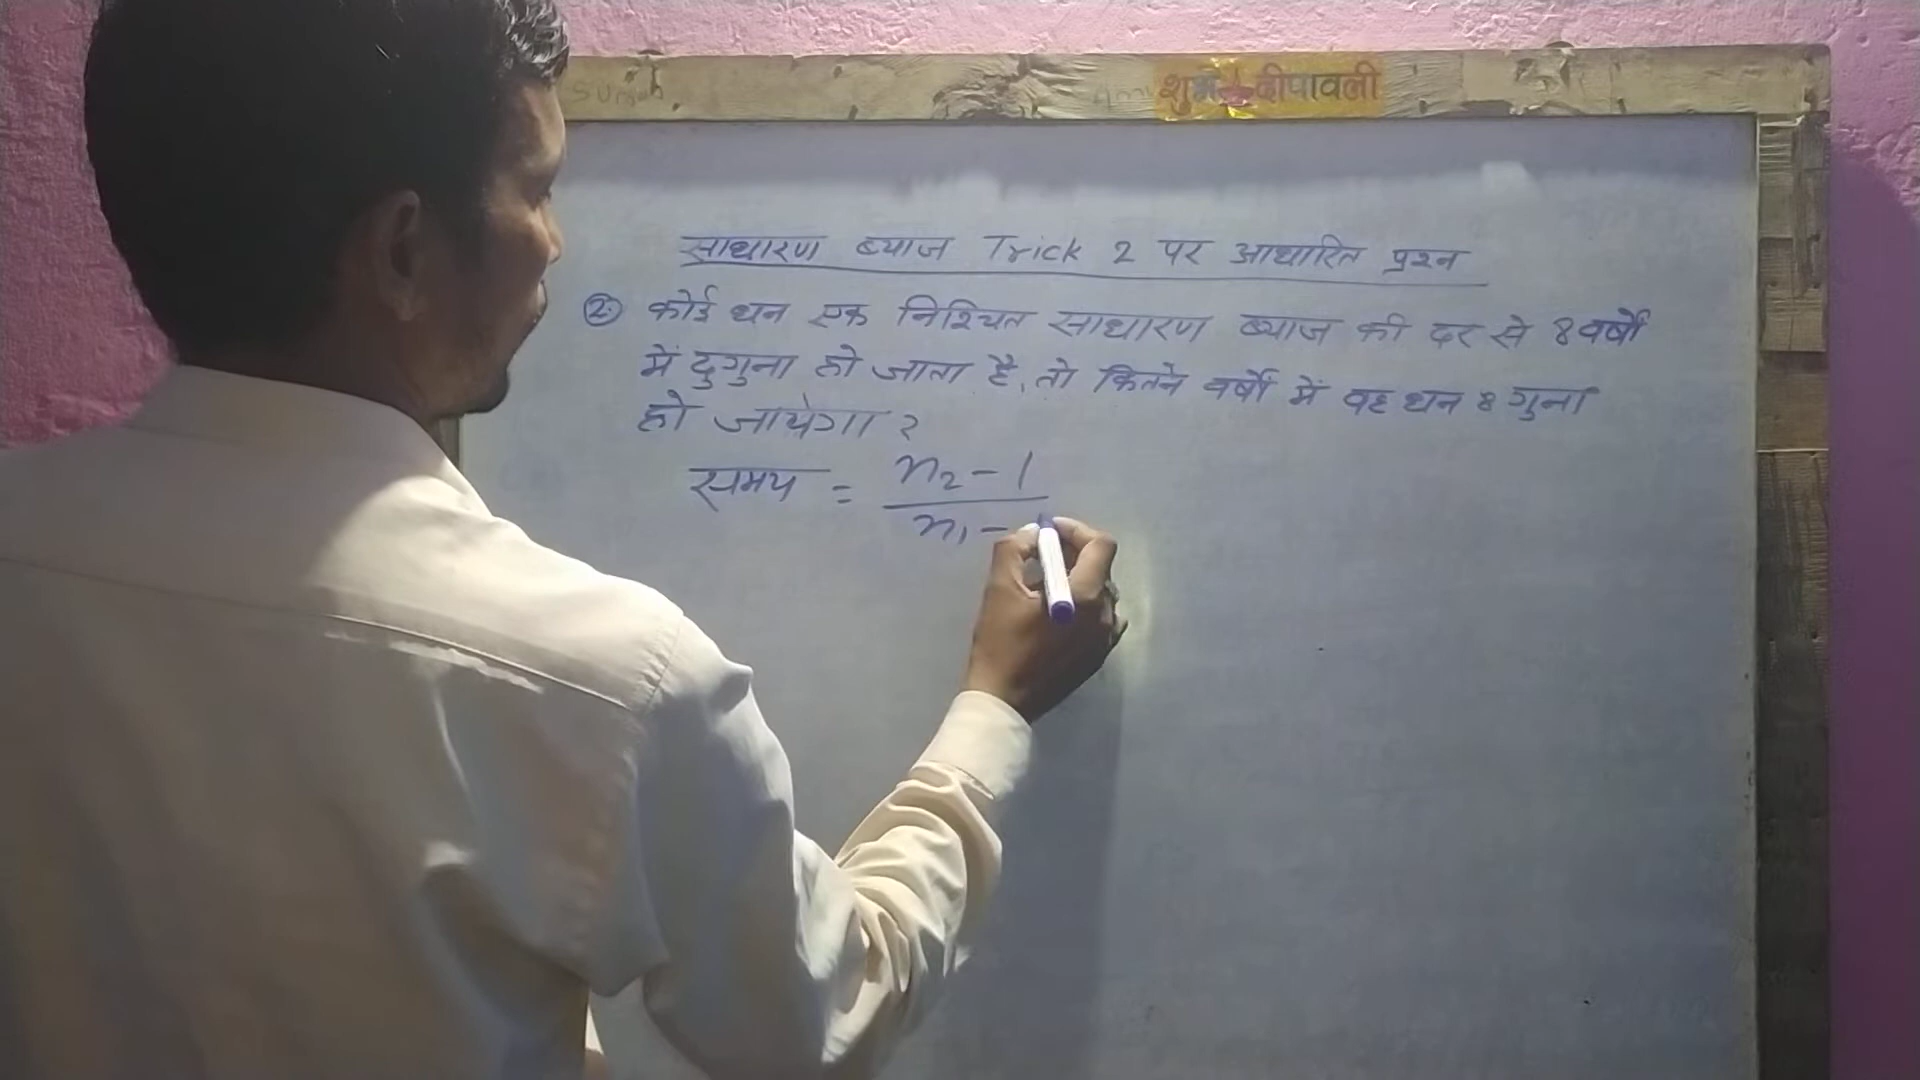 शुभ दीपावली
साधारण ब्याज Trick 2 पर आधारित प्रश्न
② कोई धन एक निश्चित साधारण ब्याज की दर से 8 वर्षों
में दुगुना हो जाता है, तो कितने वर्षों में वह धन 8 गुना
हो जायेगा ?
समय = n₂ - 1
n₁ -